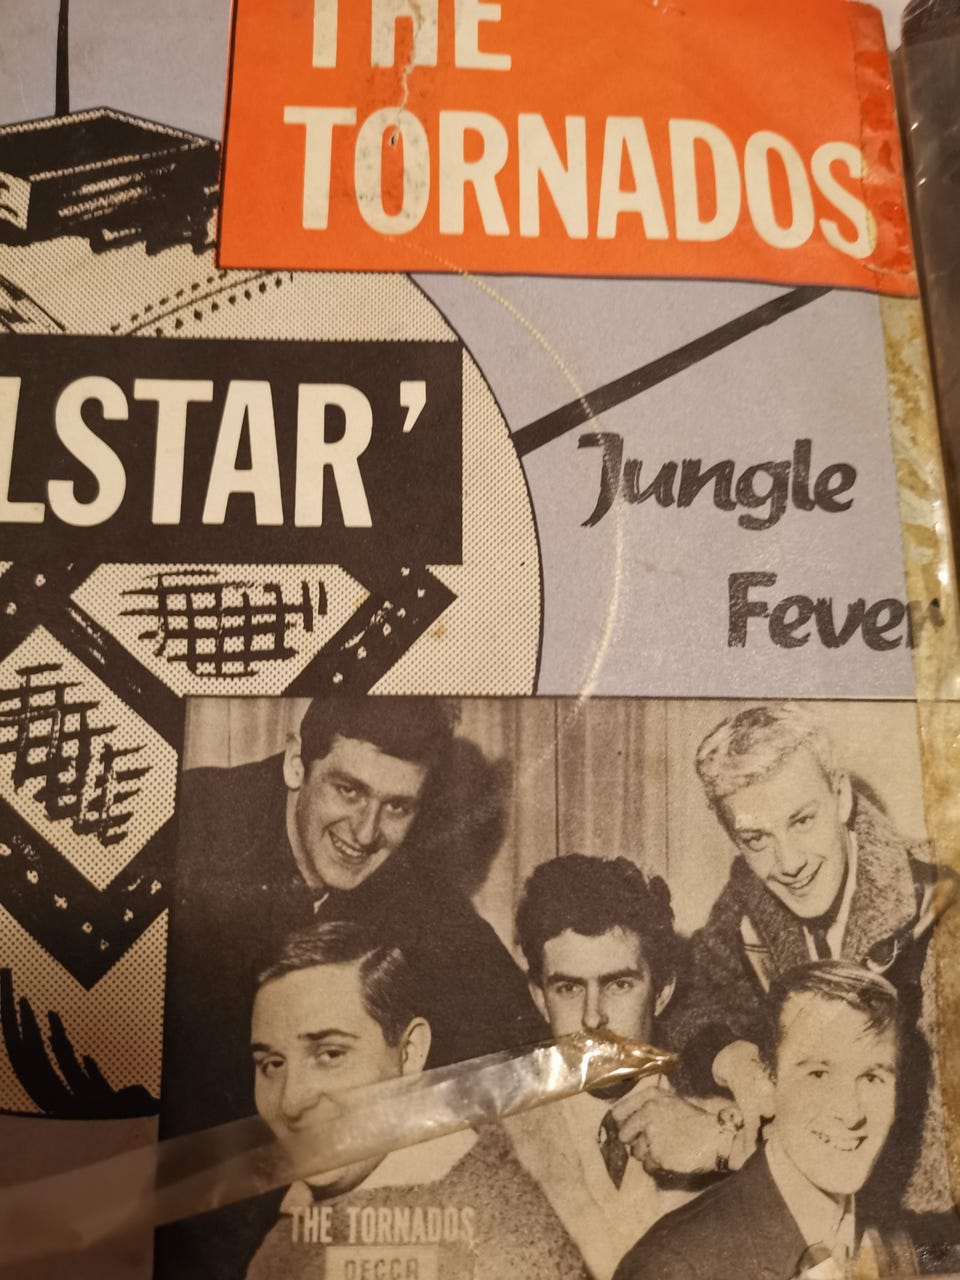 THE
TORNADOS
LSTAR'
Jungle
Fever
THE TORNADOS
DECCA